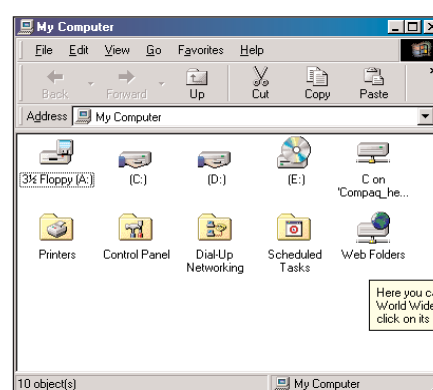 My Computer
File Edit View Go Favorites Help
Back Forward Up Cut Copy Paste
Address My Computer
3½ Floppy (A:) (C:) (D:) (E:) C on
'Compaq_he...
Printers Control Panel Dial-Up Scheduled Web Folders
Networking Tasks
Here you
World Wide
click on its
10 object(s) My Computer